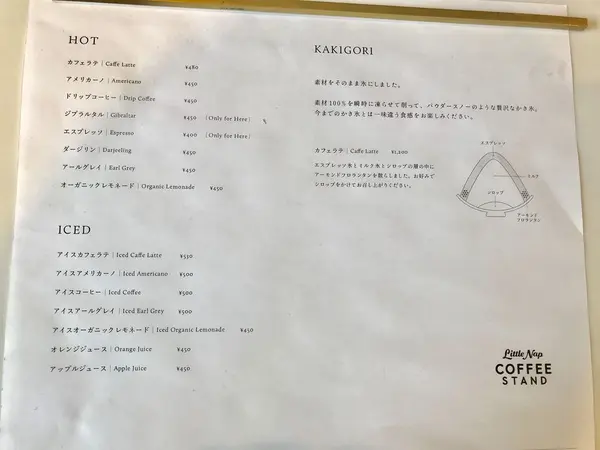 HOT
カフェラテ | Caffe Latte ¥480
アメリカーノ | Americano ¥450
ドリップコーヒー | Drip Coffee ¥450
ジブラルタル | Gibraltar ¥450 (Only for Here)
エスプレッソ | Espresso ¥400 (Only for Here)
ダージリン | Darjeeling ¥450
アールグレイ | Earl Grey ¥450
オーガニックレモネード | Organic Lemonade ¥450
ICED
アイスカフェラテ | Iced Caffe Latte ¥550
アイスアメリカーノ | Iced Americano ¥500
アイスコーヒー | Iced Coffee ¥500
アイスアールグレイ | Iced Earl Grey ¥500
アイスオーガニックレモネード | Iced Organic Lemonade ¥450
オレンジジュース | Orange Juice ¥450
アップルジュース | Apple Juice ¥450
KAKIGORI
素材をそのまま氷にしました。
素材100%を瞬時に凍らせて削って、パウダースノーのような贅沢なかき氷。
今までのかき氷とは一味違う食感をお楽しみください。
カフェラテ | Caffe Latte ¥1,200
エスプレッソ氷とミルク氷とシロップの層の中に
アーモンドフロランタンを散らしました。お好みで
シロップをかけてお召し上がりください。
エスプレッソ
ミルク
シロップ
アーモンド
フロランタン
Little Nap
COFFEE
STAND